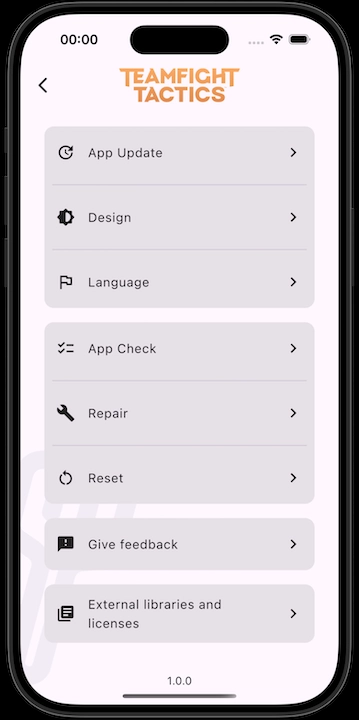 00:00
TEAMFIGHT
TACTICS
App Update
Design
Language
App Check
Repair
Reset
Give feedback
External libraries and
licenses
1.0.0